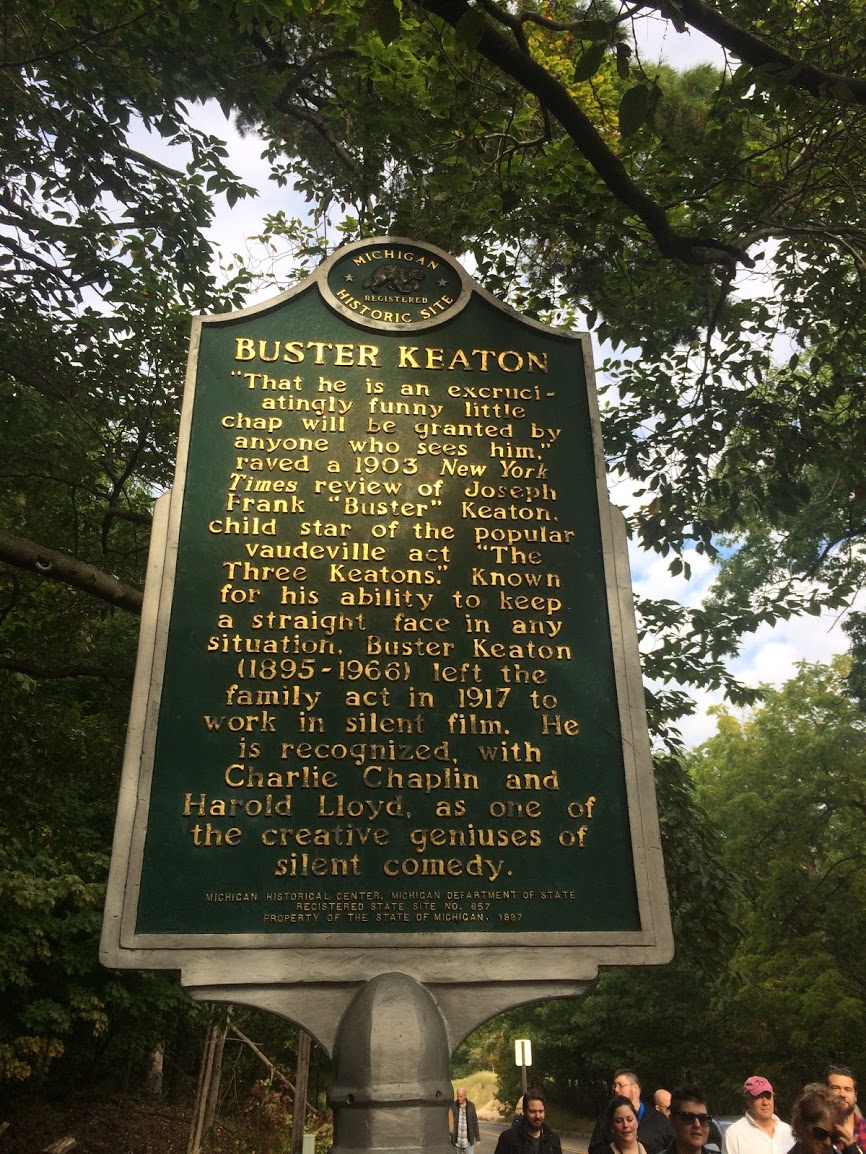 MICHIGAN
REGISTERED
HISTORIC SITE
BUSTER KEATON
"That he is an excruci-
atingly funny little
chap will be granted by
anyone who sees him,"
raved a 1903 New York
Times review of Joseph
Frank "Buster" Keaton,
child star of the popular
vaudeville act "The
Three Keatons." Known
for his ability to keep
a straight face in any
situation, Buster Keaton
(1895-1966) left the
family act in 1917 to
work in silent film. He
is recognized, with
Charlie Chaplin and
Harold Lloyd, as one of
the creative geniuses of
silent comedy.
MICHIGAN HISTORICAL CENTER, MICHIGAN DEPARTMENT OF STATE
REGISTERED STATE SITE NO. 657
PROPERTY OF THE STATE OF MICHIGAN, 1997